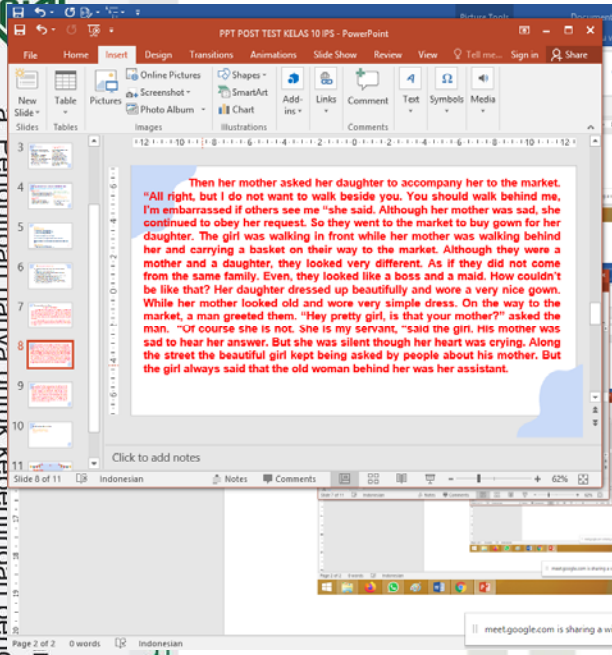 Picture Tools
Document
PPT POST TEST KELAS 10 IPS - PowerPoint
File Home Insert Design Transitions Animations Slide Show Review View Tell me... Sign in Share
New Slide
Table
Pictures
Online Pictures
Screenshot
Photo Album
Shapes
SmartArt
Chart
Add-ins
Links
Comment
Text
Symbols
Media
Slides Tables Images Illustrations Comments
3
4
5
6
7
8
9
10
11
Then her mother asked her daughter to accompany her to the market.
“All right, but I do not want to walk beside you. You should walk behind me,
I'm embarrassed if others see me “she said. Although her mother was sad, she
continued to obey her request. So they went to the market to buy gown for her
daughter. The girl was walking in front while her mother was walking behind
her and carrying a basket on their way to the market. Although they were a
mother and a daughter, they looked very different. As if they did not come
from the same family. Even, they looked like a boss and a maid. How couldn't
be like that? Her daughter dressed up beautifully and wore a very nice gown.
While her mother looked old and wore very simple dress. On the way to the
market, a man greeted them. “Hey pretty girl, is that your mother?” asked the
man. “Of course she is not. She is my servant, “said the girl. His mother was
sad to hear her answer. But she was silent though her heart was crying. Along
the street the beautiful girl kept being asked by people about his mother. But
the girl always said that the old woman behind her was her assistant.
Click to add notes
Slide 8 of 11 Indonesian Notes Comments 62%
meet.google.com is sharing a wi
Page 2 of 2 0 words Indonesian